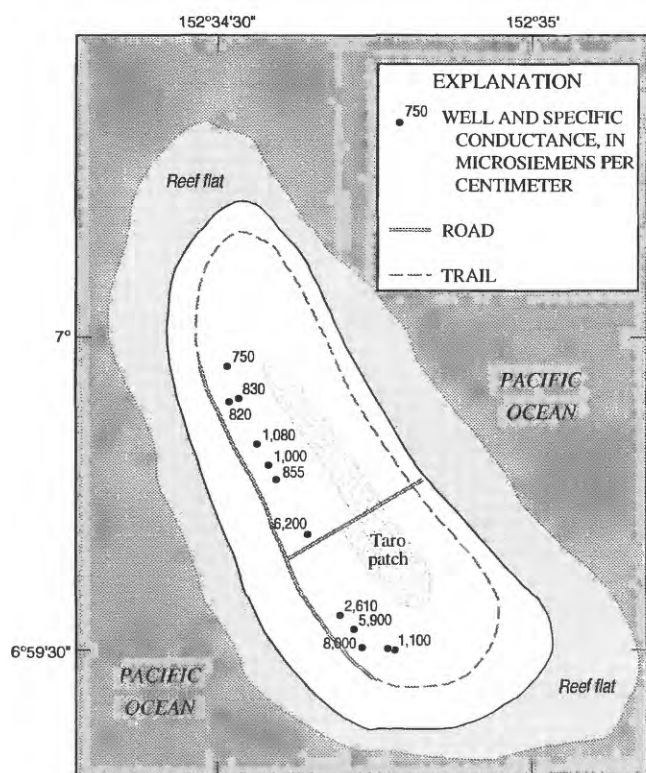 152°34'30"
152°35'
EXPLANATION
750
WELL AND SPECIFIC
CONDUCTANCE, IN
MICROSIEMENS PER
CENTIMETER
ROAD
TRAIL
Reef flat
7°
750
830
820
PACIFIC
OCEAN
1,080
1,000
855
6,200
Taro
patch
2,610
5,900
8,000
1,100
6°59'30"
PACIFIC
OCEAN
Reef flat